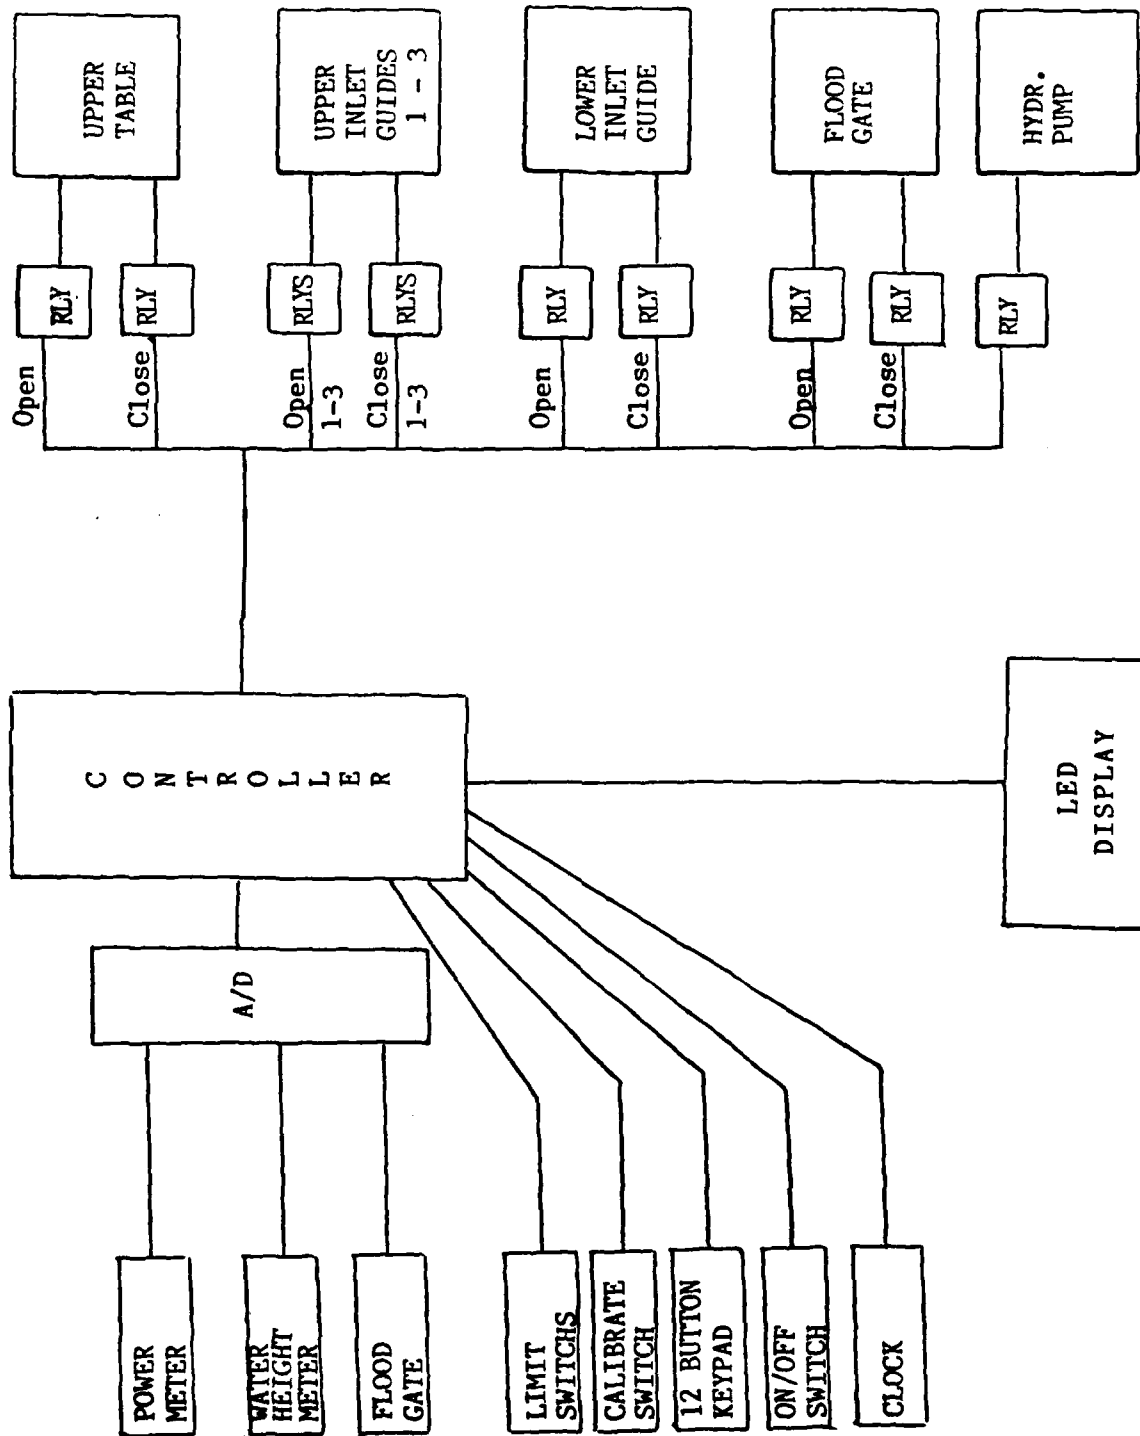 POWER
METER
WATER
HEIGHT
METER
FLOOD
GATE
LIMIT
SWITCHS
CALIBRATE
SWITCH
12 BUTTON
KEYPAD
ON/OFF
SWITCH
CLOCK
A/D
CONTROLLER
LED
DISPLAY
Open
RLY
Close
RLY
UPPER
TABLE
Open
1-3
RLYS
Close
1-3
RLYS
UPPER
INLET
GUIDES
1 - 3
Open
RLY
Close
RLY
LOWER
INLET
GUIDE
Open
RLY
Close
RLY
FLOOD
GATE
RLY
HYDR.
PUMP